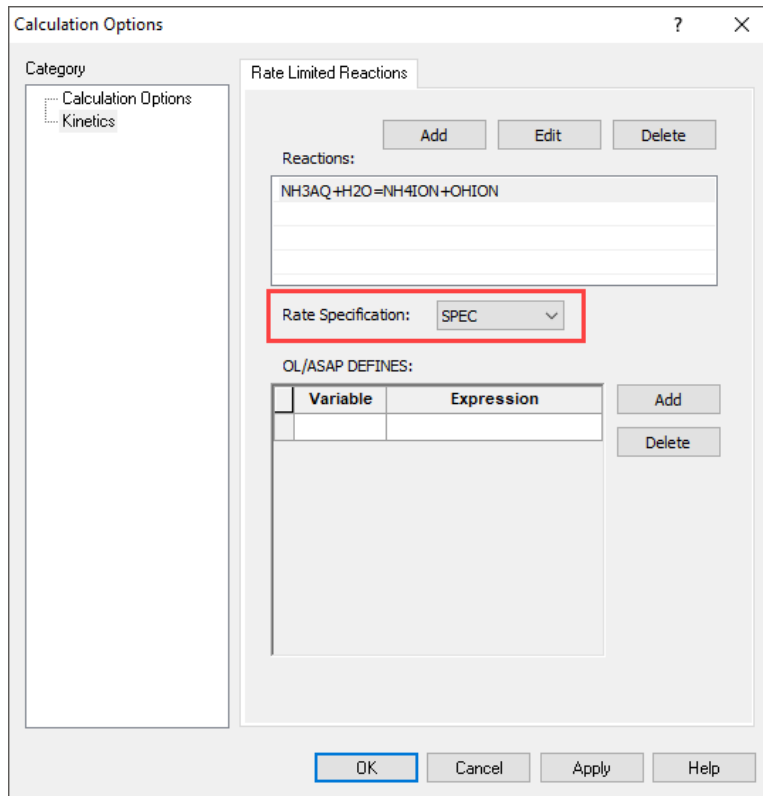 Calculation Options ? X
Category
Calculation Options
Kinetics
Rate Limited Reactions
Add Edit Delete
Reactions:
NH3AQ+H2O=NH4ION+OHION
Rate Specification: SPEC
OL/ASAP DEFINES:
Variable Expression Add
Delete
OK Cancel Apply Help